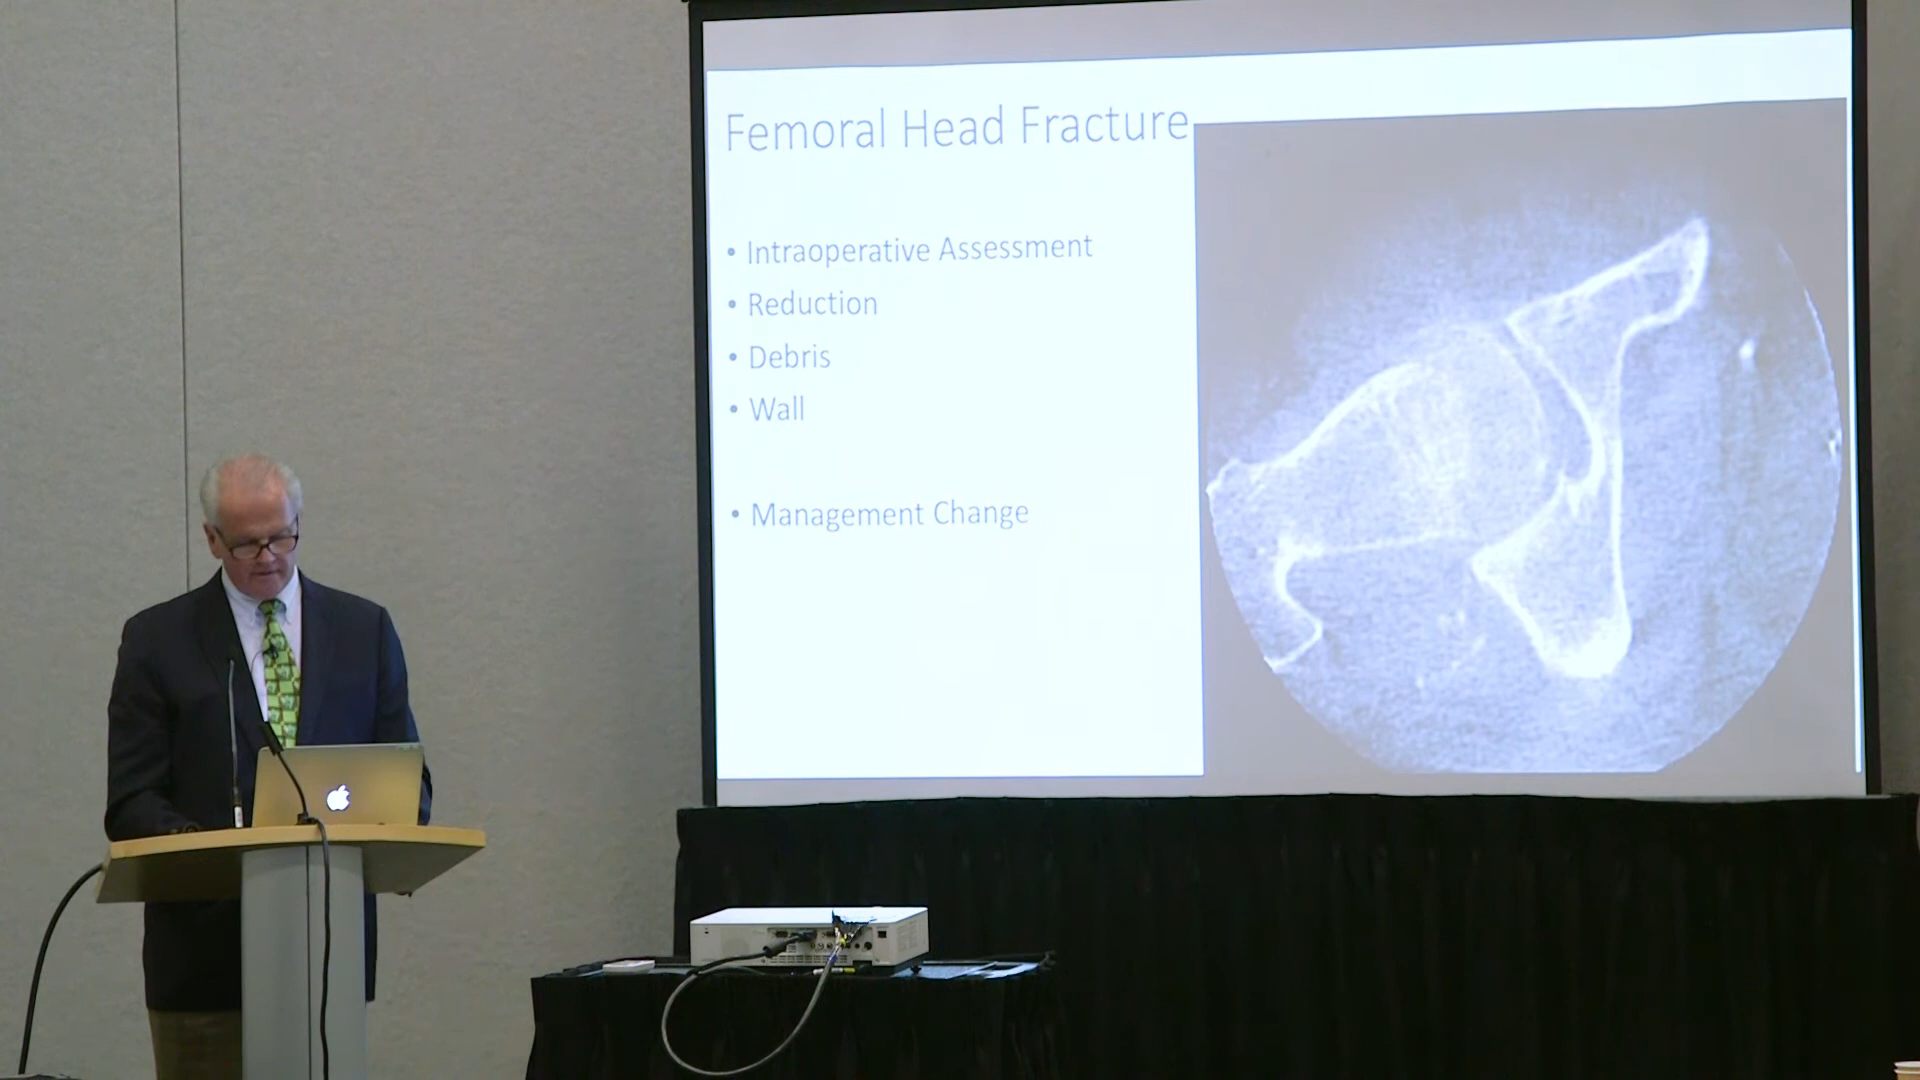 Femoral Head Fracture
• Intraoperative Assessment
• Reduction
• Debris
• Wall
• Management Change